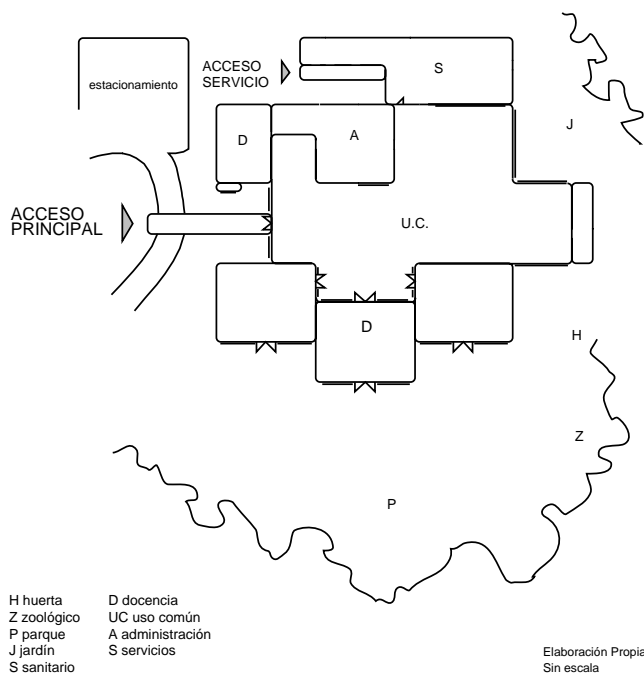 ACCESO
SERVICIO
S
estacionamiento
J
D
A
ACCESO
PRINCIPAL
U.C.
D
H
Z
P
H huerta
Z zoológico
P parque
J jardín
S sanitario
D docencia
UC uso común
A administración
S servicios
Elaboración Propia
Sin escala